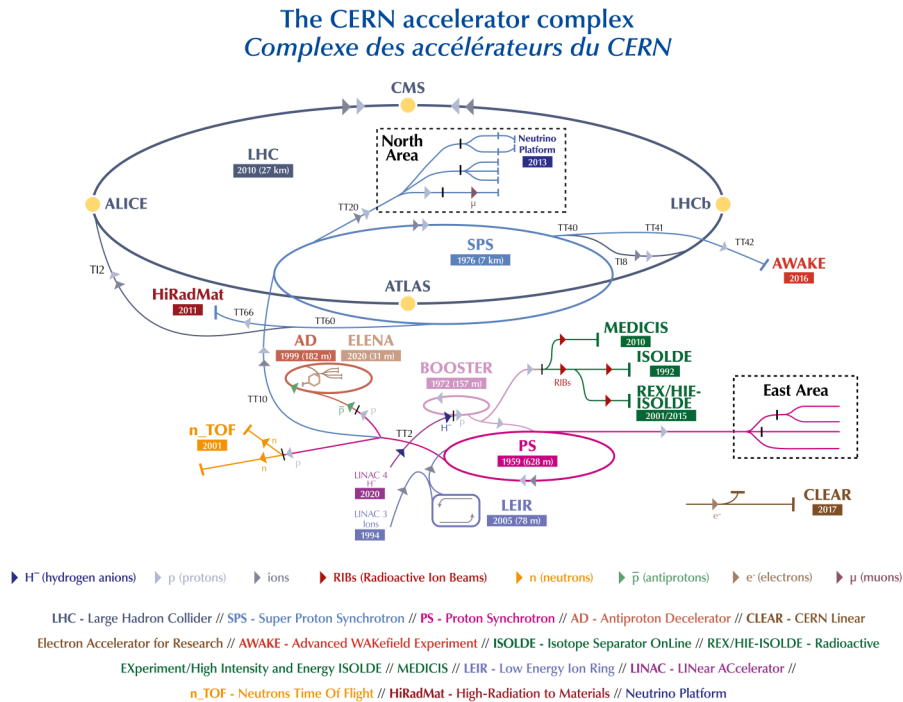 The CERN accelerator complex
Complexe des accélérateurs du CERN
CMS
North
Area
Neutrino
Platform
2013
LHC
2010 (27 km)
ALICE
LHCb
TT20
μ
TT40
TT41
TT42
SPS
1976 (7 km)
TI8
TI2
AWAKE
2016
HiRadMat
2011
ATLAS
TT66
TT60
AD
1999 (182 m)
ELENA
2020 (31 m)
MEDICIS
2010
BOOSTER
1972 (157 m)
ISOLDE
1992
RIBs
REX/HIE-
ISOLDE
2001/2015
East Area
TT10
p̅
p
H⁻
p
TT2
n_TOF
2001
n
n
p
PS
1959 (628 m)
LINAC 4
H⁻
2020
LEIR
2005 (78 m)
LINAC 3
Ions
1994
CLEAR
2017
e⁻
H⁻ (hydrogen anions)
p (protons)
ions
RIBs (Radioactive Ion Beams)
n (neutrons)
p̅ (antiprotons)
e⁻ (electrons)
μ (muons)
LHC - Large Hadron Collider // SPS - Super Proton Synchrotron // PS - Proton Synchrotron // AD - Antiproton Decelerator // CLEAR - CERN Linear
Electron Accelerator for Research // AWAKE - Advanced WAKefield Experiment // ISOLDE - Isotope Separator OnLine // REX/HIE-ISOLDE - Radioactive
EXperiment/High Intensity and Energy ISOLDE // MEDICIS // LEIR - Low Energy Ion Ring // LINAC - LINear ACcelerator //
n_TOF - Neutrons Time Of Flight // HiRadMat - High-Radiation to Materials // Neutrino Platform